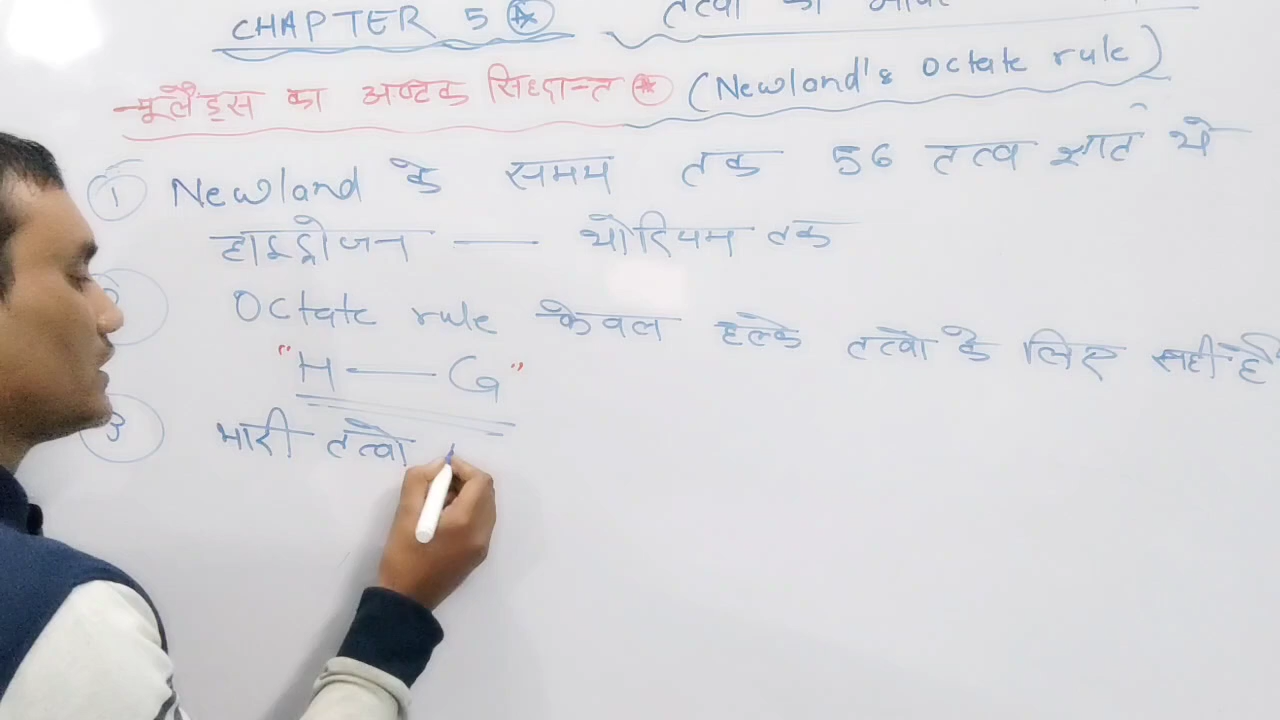 CHAPTER 5 तत्वो का
न्यूलैंड्स का अष्टक सिध्दान्त (Newland's Octate rule)
1 Newland के समय तक 56 तत्व ज्ञात थे
हाइड्रोजन — थोरियम तक
2 Octate rule केवल हल्के तत्वो के लिए सही है
"H — Ca"
3 भारी तत्वो